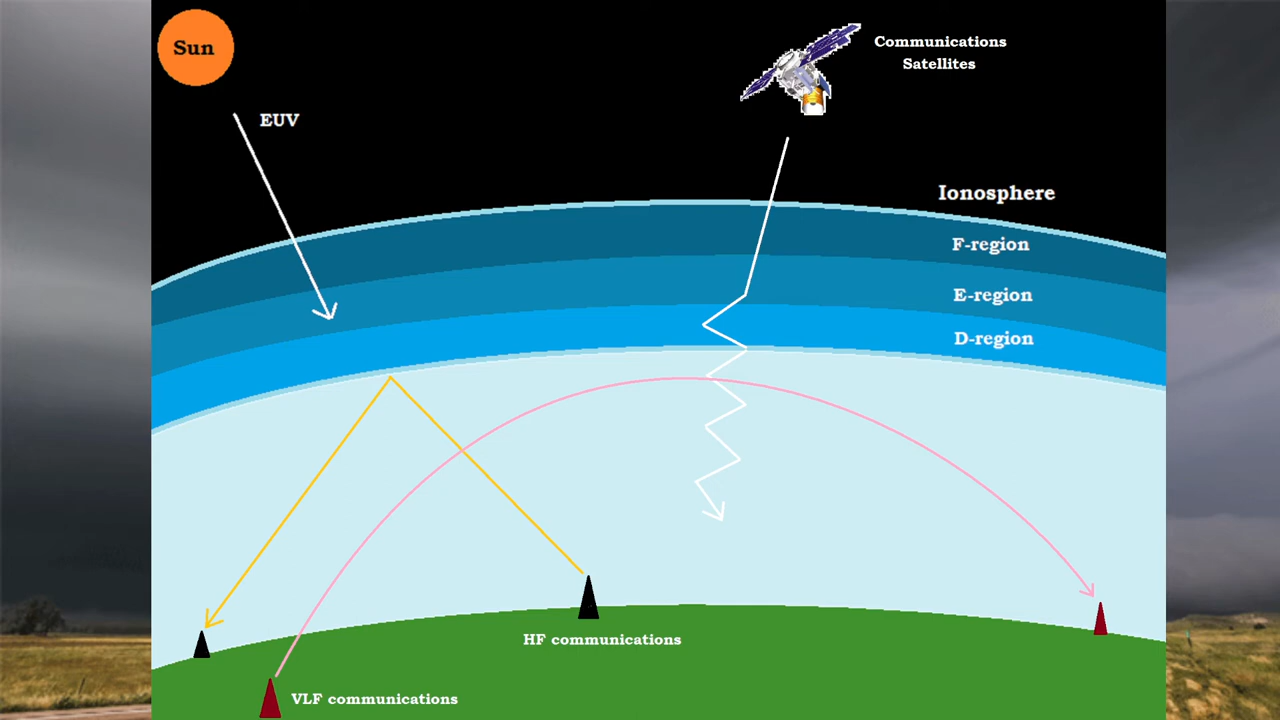 Sun
Communications
Satellites
EUV
Ionosphere
F-region
E-region
D-region
HF communications
VLF communications